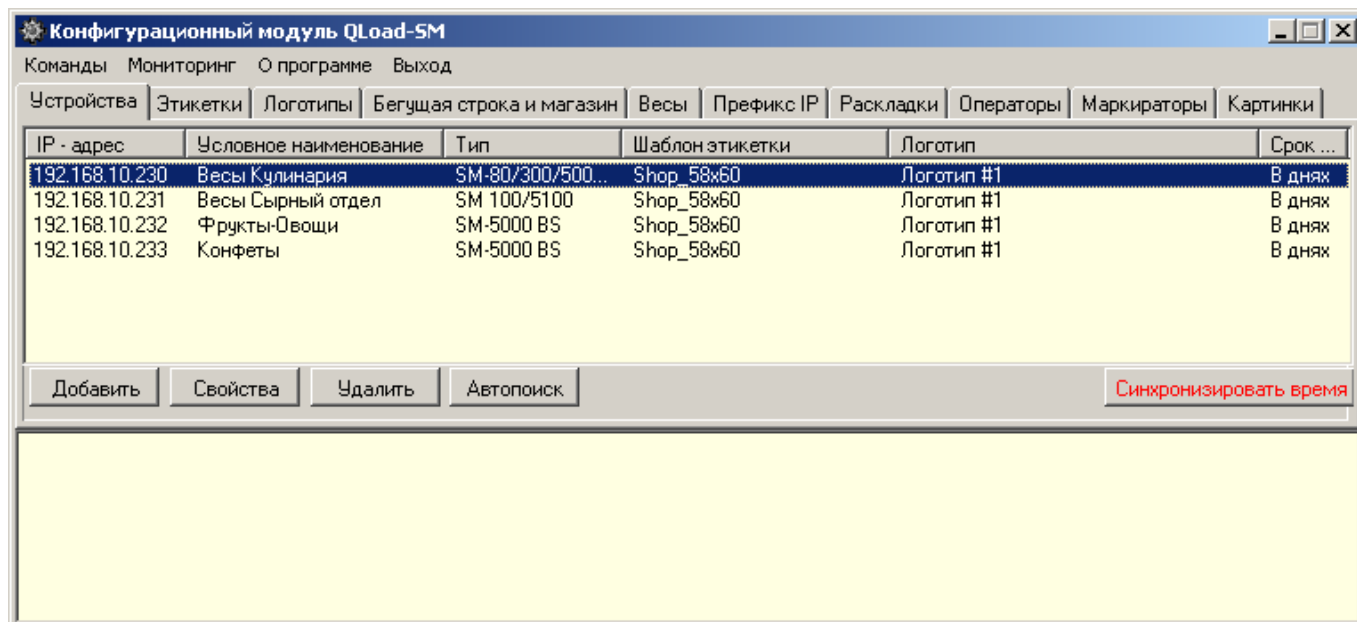 Конфигурационный модуль QLoad-SM
Команды Мониторинг О программе Выход
Устройства Этикетки Логотипы Бегущая строка и магазин Весы Префикс IP Раскладки Операторы Маркираторы Картинки
IP - адрес Условное наименование Тип Шаблон этикетки Логотип Срок ...
192.168.10.230 Весы Кулинария SM-80/300/500... Shop_58x60 Логотип #1 В днях
192.168.10.231 Весы Сырный отдел SM 100/5100 Shop_58x60 Логотип #1 В днях
192.168.10.232 Фрукты-Овощи SM-5000 BS Shop_58x60 Логотип #1 В днях
192.168.10.233 Конфеты SM-5000 BS Shop_58x60 Логотип #1 В днях
Добавить Свойства Удалить Автопоиск Синхронизировать время